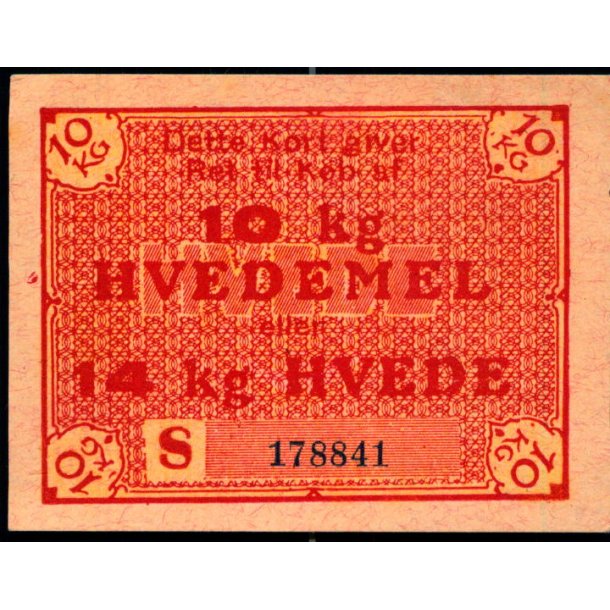 10 KG
10 KG
Dette Kort giver
Ret til Køb af
10 kg
HVEDEMEL
eller
14 kg HVEDE
S 178841
10 KG
10 KG